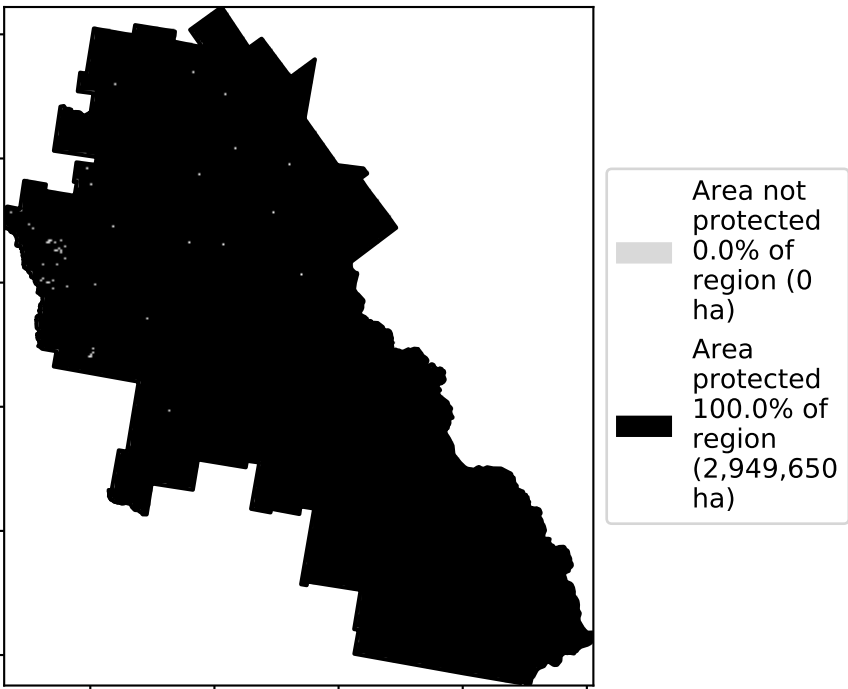 Area not
protected
0.0% of
region (0
ha)
Area
protected
100.0% of
region
(2,949,650
ha)